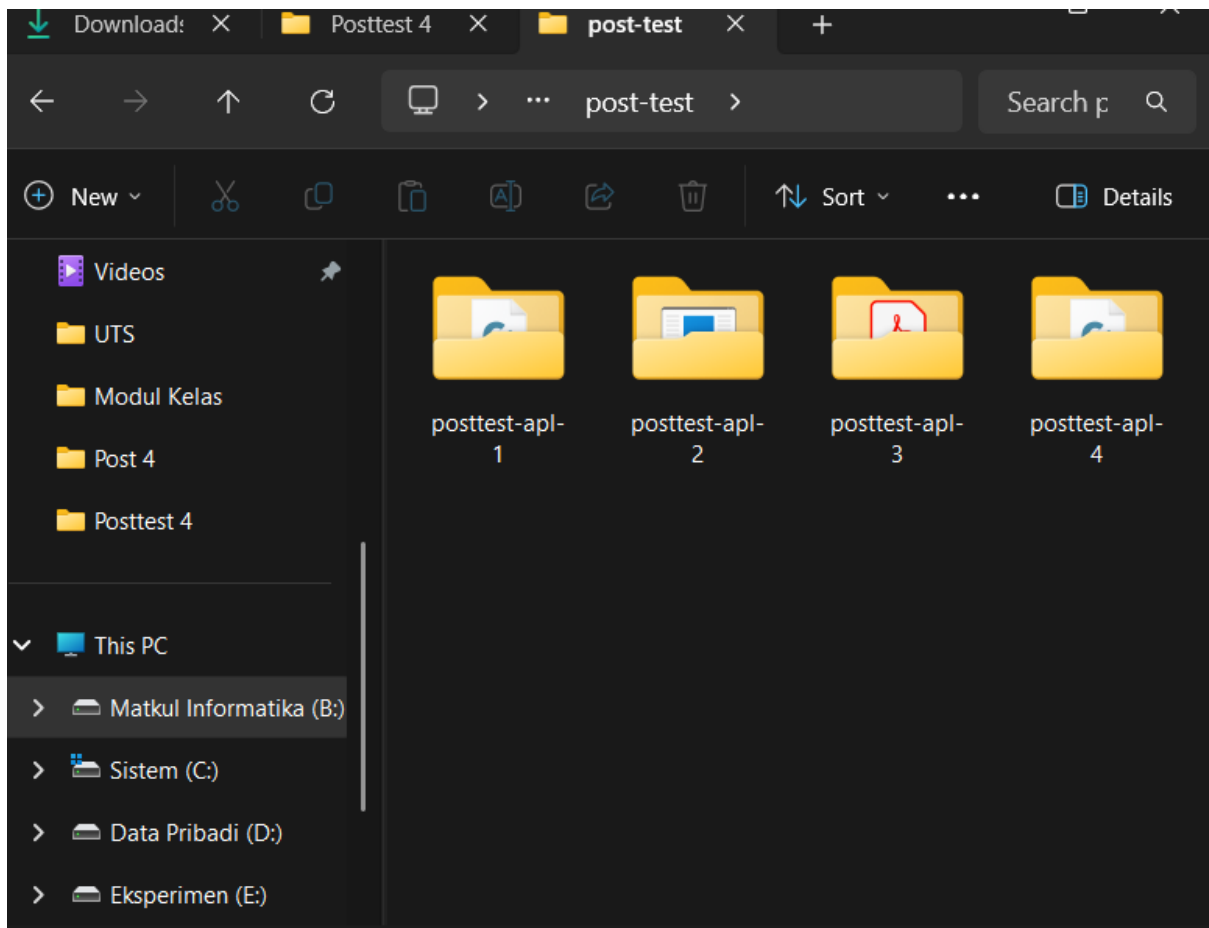 Downloads
Posttest 4
post-test
post-test
Search p
New
Sort
Details
Videos
UTS
Modul Kelas
Post 4
Posttest 4
This PC
Matkul Informatika (B:)
Sistem (C:)
Data Pribadi (D:)
Eksperimen (E:)
posttest-apl-
1
posttest-apl-
2
posttest-apl-
3
posttest-apl-
4